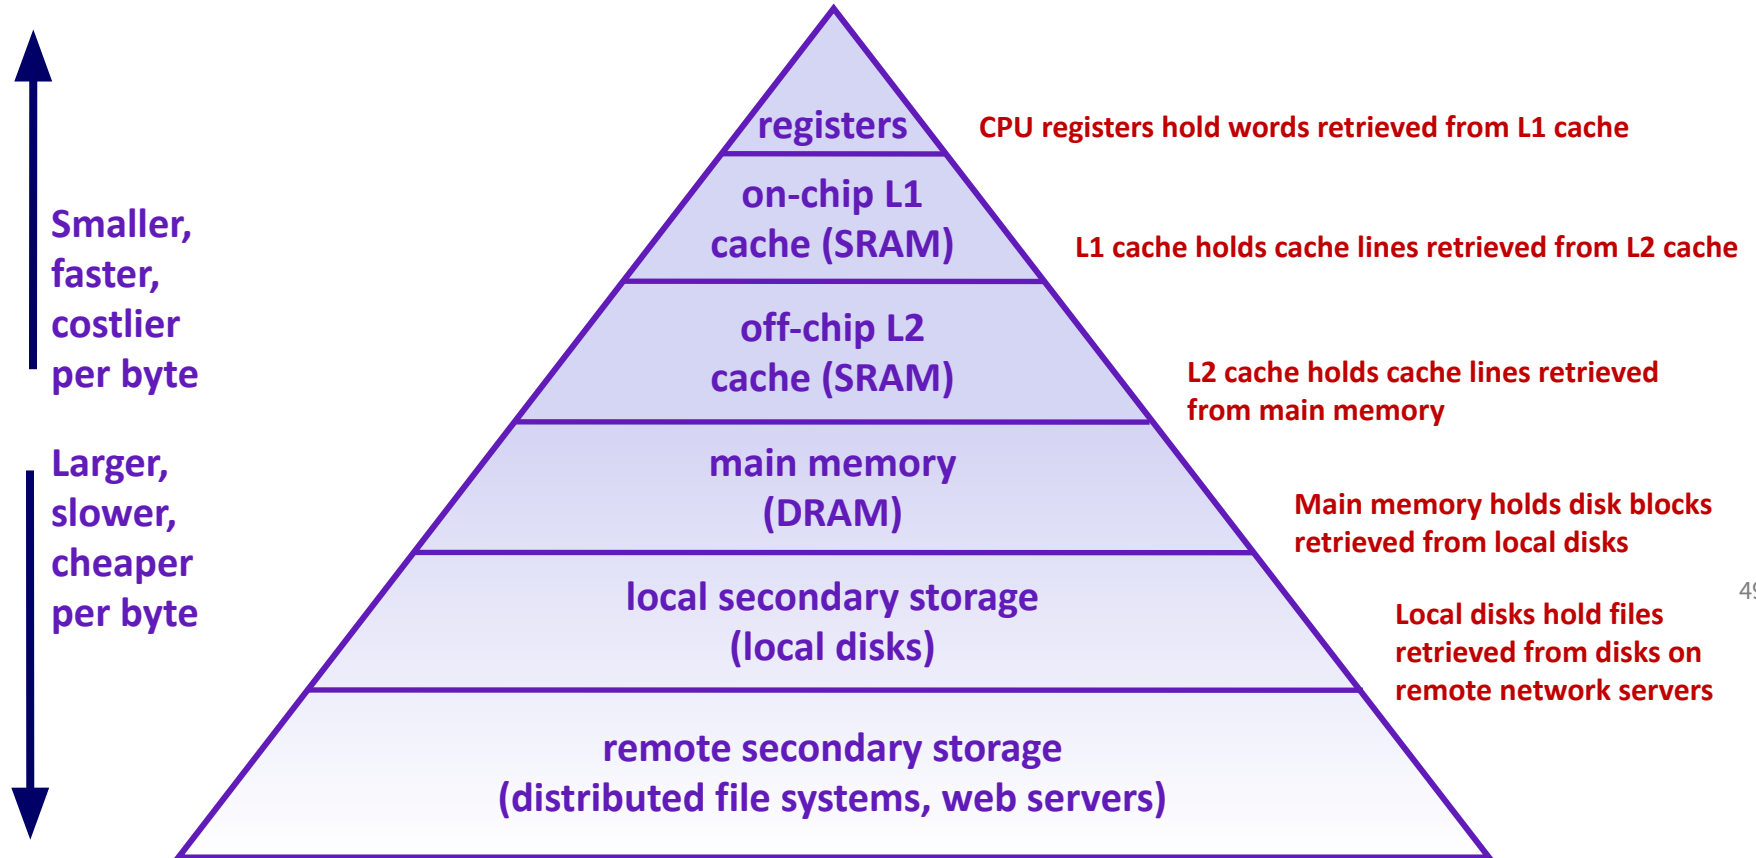 registers
CPU registers hold words retrieved from L1 cache
on-chip L1
cache (SRAM)
L1 cache holds cache lines retrieved from L2 cache
Smaller,
faster,
costlier
per byte
off-chip L2
cache (SRAM)
L2 cache holds cache lines retrieved
from main memory
Larger,
slower,
cheaper
per byte
main memory
(DRAM)
Main memory holds disk blocks
retrieved from local disks
local secondary storage
(local disks)
49
Local disks hold files
retrieved from disks on
remote network servers
remote secondary storage
(distributed file systems, web servers)